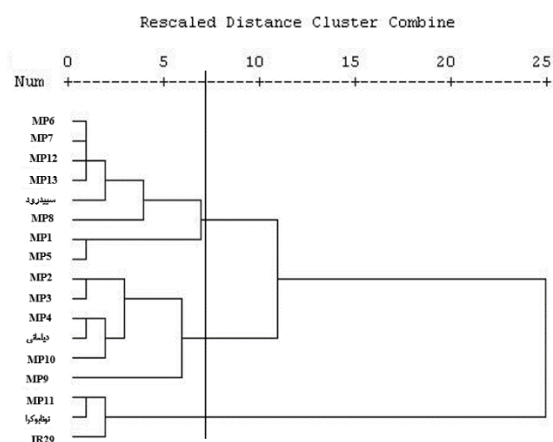 Rescaled Distance Cluster Combine
0 5 10 15 20 25
Num
MP6
MP7
MP12
MP13
سپیدرود
MP8
MP1
MP5
MP2
MP3
MP4
دیلمانی
MP10
MP9
MP11
نونابوکرا
IR29